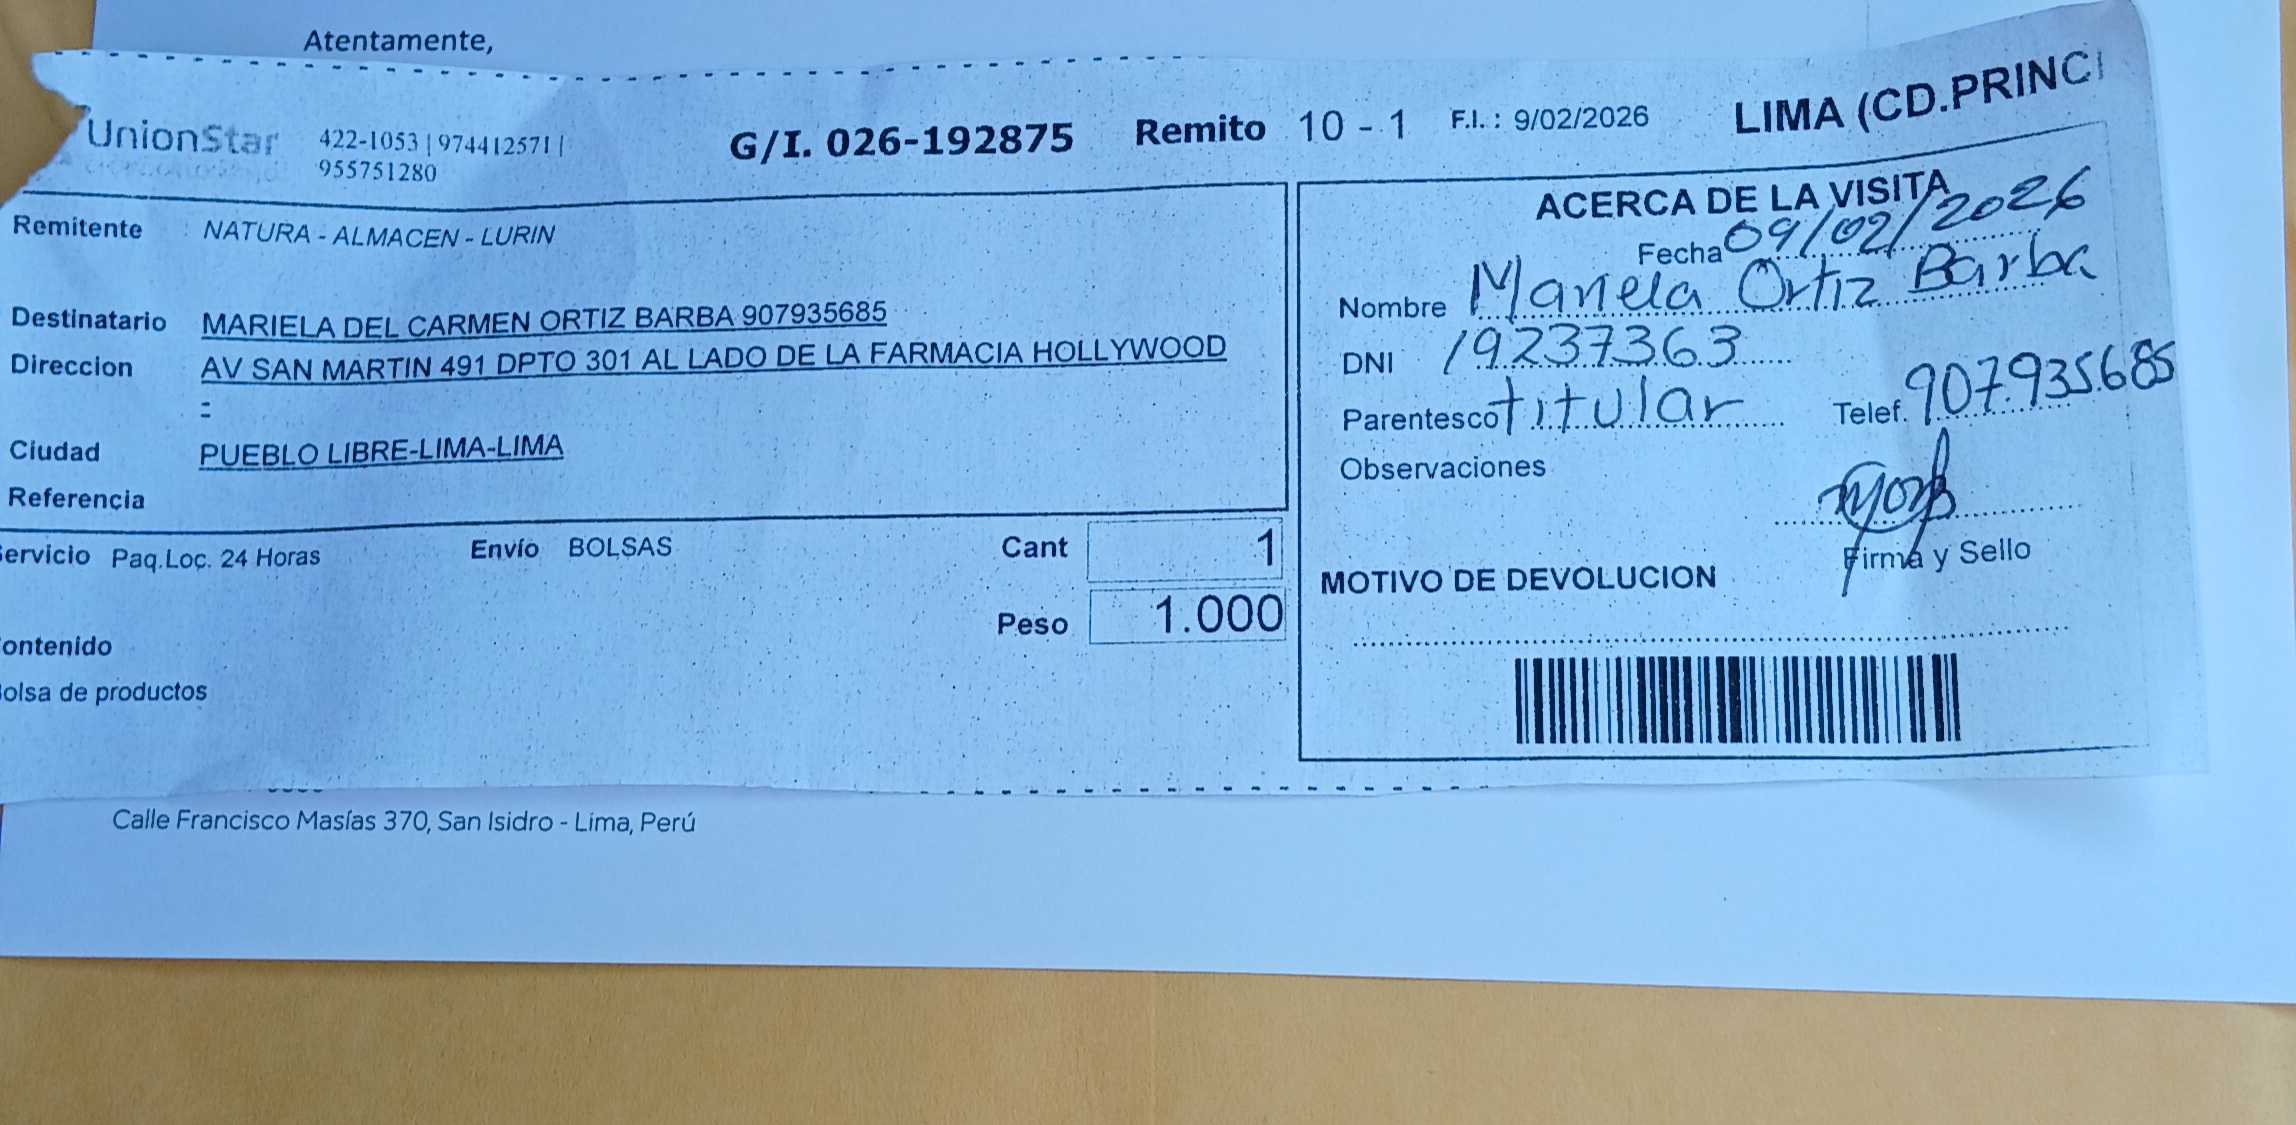 Atentamente,
UnionStar 422-1053 | 974412571 |
955751280
G/I. 026-192875 Remito 10 - 1 F.I. : 9/02/2026 LIMA (CD.PRINCI
Remitente : NATURA - ALMACEN - LURIN
Destinatario MARIELA DEL CARMEN ORTIZ BARBA 907935685
Direccion AV SAN MARTIN 491 DPTO 301 AL LADO DE LA FARMACIA HOLLYWOOD
-
Ciudad PUEBLO LIBRE-LIMA-LIMA
Referencia
ervicio Paq.Loc. 24 Horas Envío BOLSAS Cant 1
Peso 1.000
ontenido
olsa de productos
ACERCA DE LA VISITA
Fecha 09/02/2026
Nombre Mariela Ortiz Barba
DNI 19237363
Parentesco titular Telef. 907935685
Observaciones
Firma y Sello
MOTIVO DE DEVOLUCION
Calle Francisco Masías 370, San Isidro - Lima, Perú